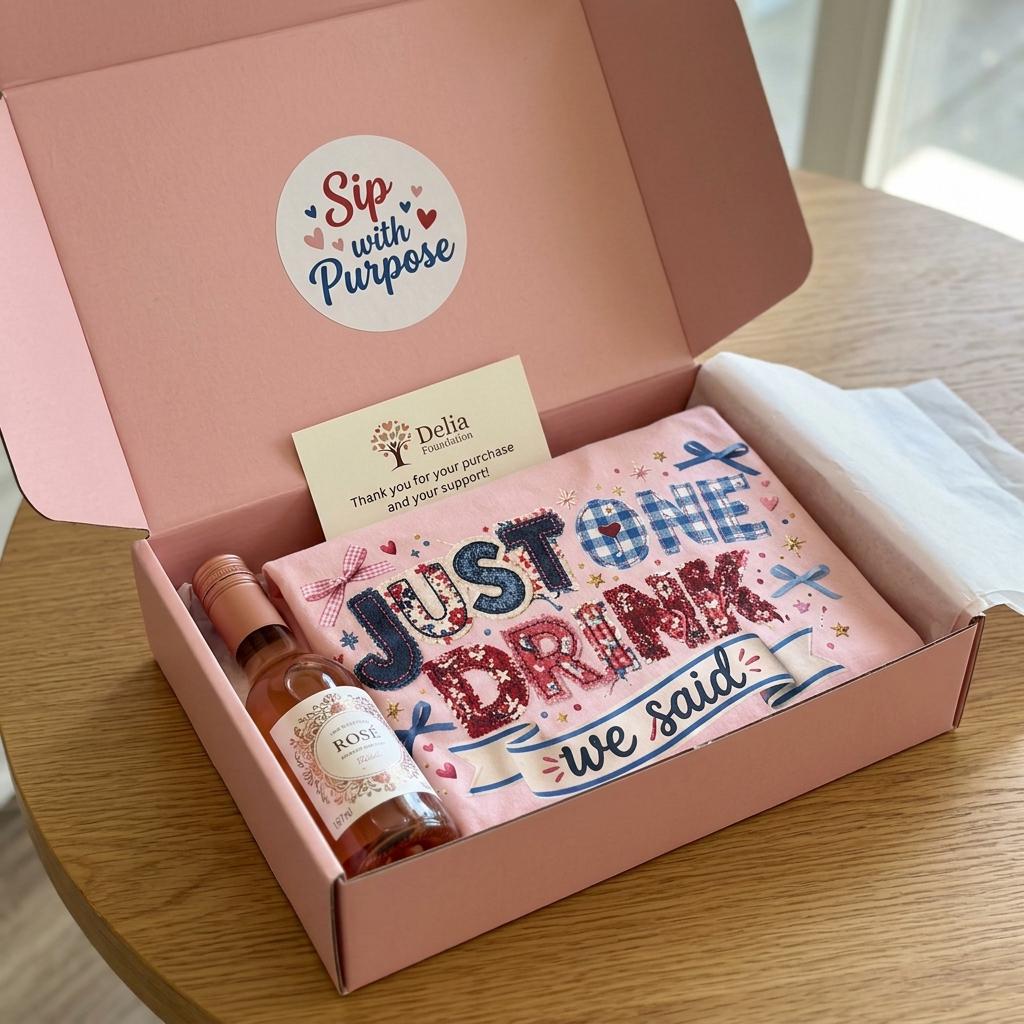 Sip
with
Purpose
Delia
Foundation
Thank you for your purchase
and your support!
JUST ONE
DRINK
we said
ROSÉ
187ml